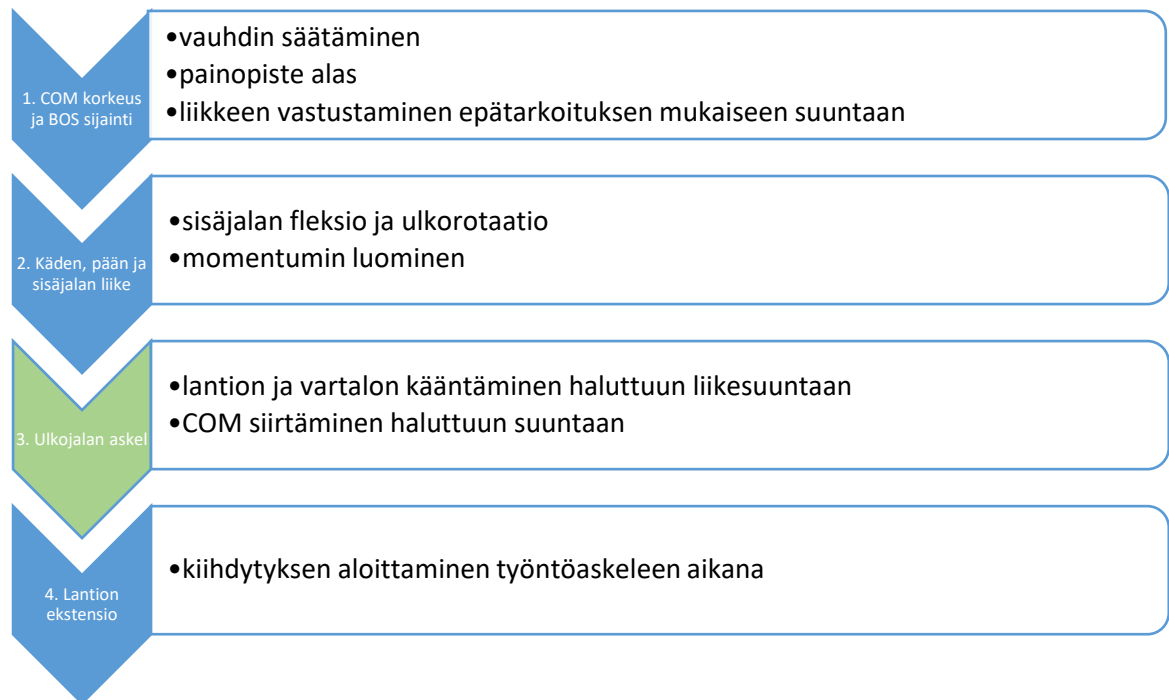 1. COM korkeus
ja BOS sijainti
•vauhdin säätäminen
•painopiste alas
•liikkeen vastustaminen epätarkoituksen mukaiseen suuntaan
2. Käden, pään ja
sisäjalan liike
•sisäjalan fleksio ja ulkorotaatio
•momentumin luominen
3. Ulkojalan askel
•lantion ja vartalon kääntäminen haluttuun liikesuuntaan
•COM siirtäminen haluttuun suuntaan
4. Lantion
ekstensio
•kiihdytyksen aloittaminen työntöaskeleen aikana